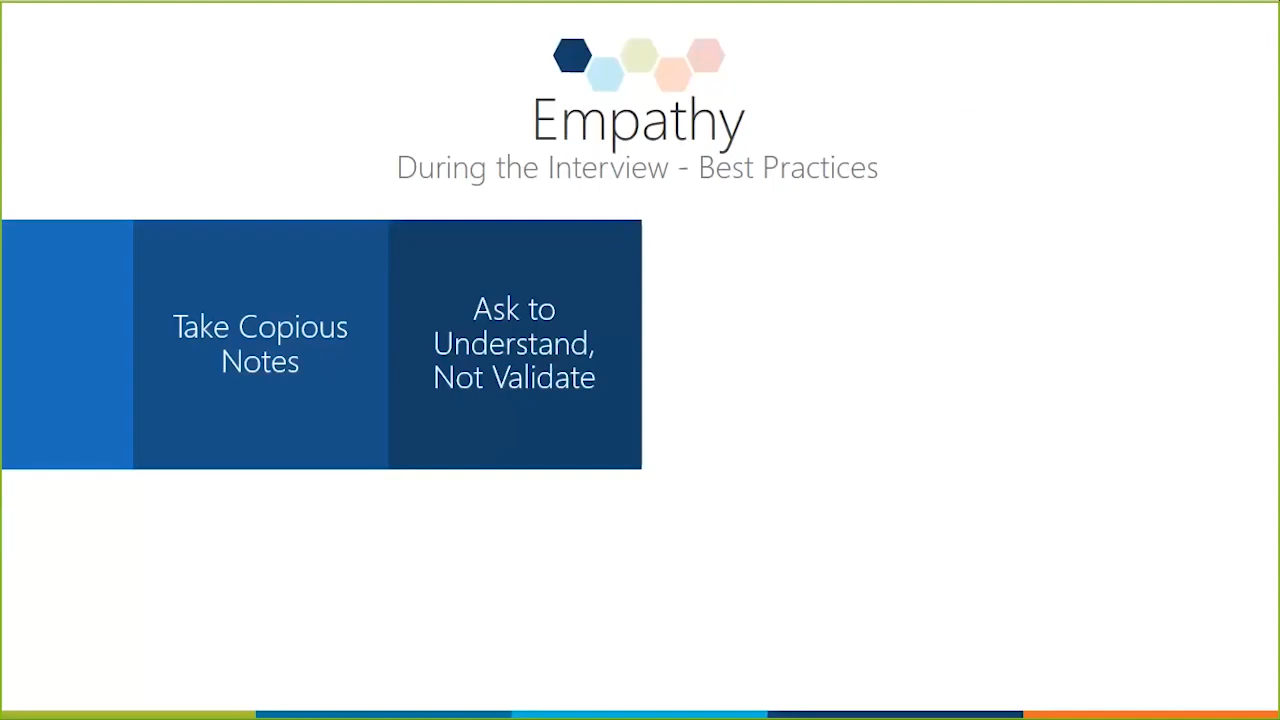 Empathy
During the Interview - Best Practices
Take Copious
Notes
Ask to
Understand,
Not Validate